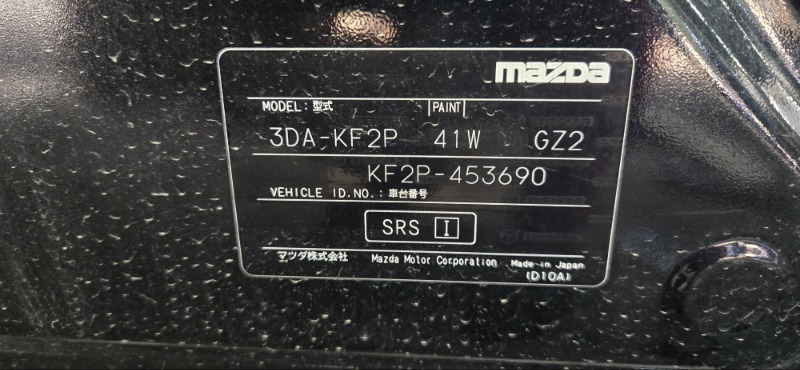 mazda
MODEL: 型式 PAINT
3DA-KF2P 41W GZ2
KF2P-453690
VEHICLE ID.NO.: 車台番号
SRS I
マツダ株式会社 Mazda Motor Corporation Made in Japan
(D10A)